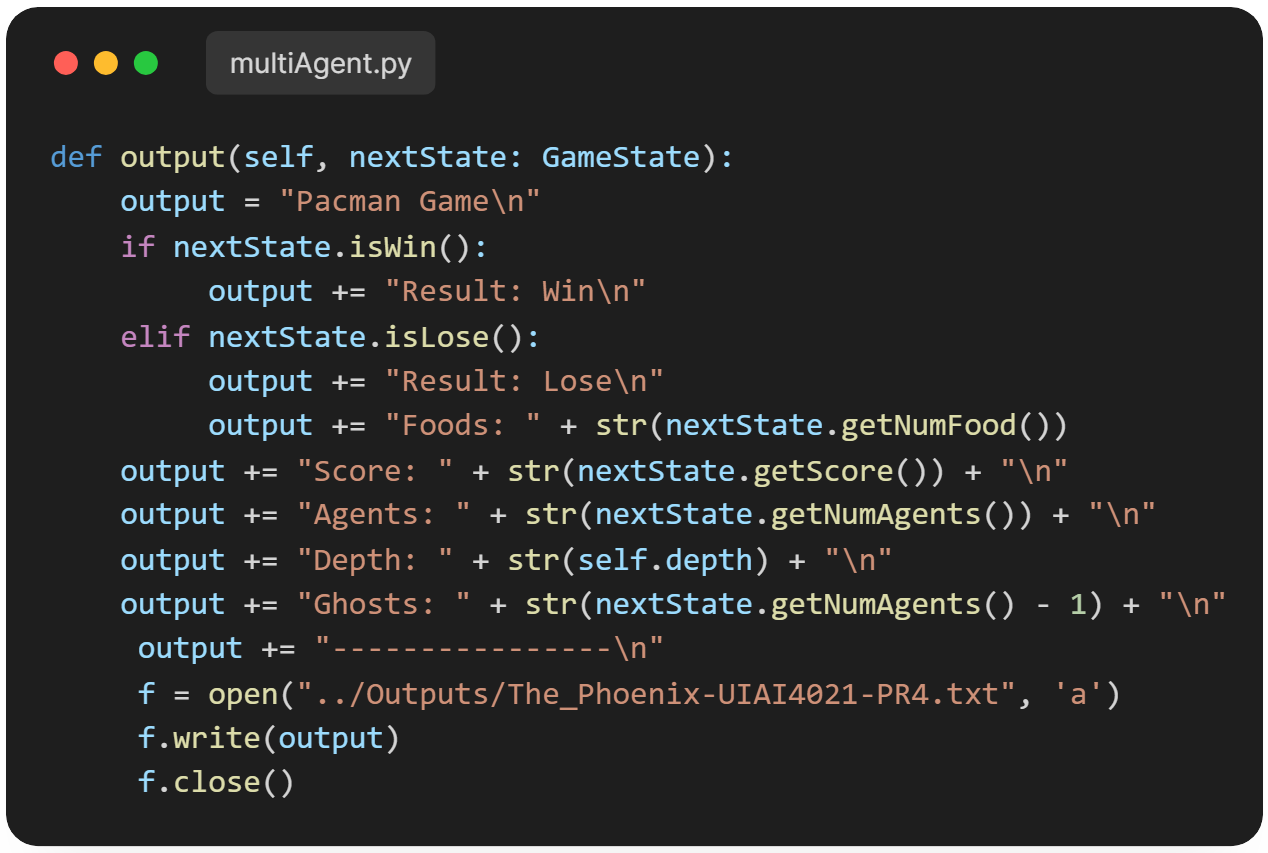 multiAgent.py
def output(self, nextState: GameState):
    output = "Pacman Game\n"
    if nextState.isWin():
         output += "Result: Win\n"
    elif nextState.isLose():
         output += "Result: Lose\n"
         output += "Foods: " + str(nextState.getNumFood())
    output += "Score: " + str(nextState.getScore()) + "\n"
    output += "Agents: " + str(nextState.getNumAgents()) + "\n"
    output += "Depth: " + str(self.depth) + "\n"
    output += "Ghosts: " + str(nextState.getNumAgents() - 1) + "\n"
     output += "----------------\n"
     f = open("../Outputs/The_Phoenix-UIAI4021-PR4.txt", 'a')
     f.write(output)
     f.close()